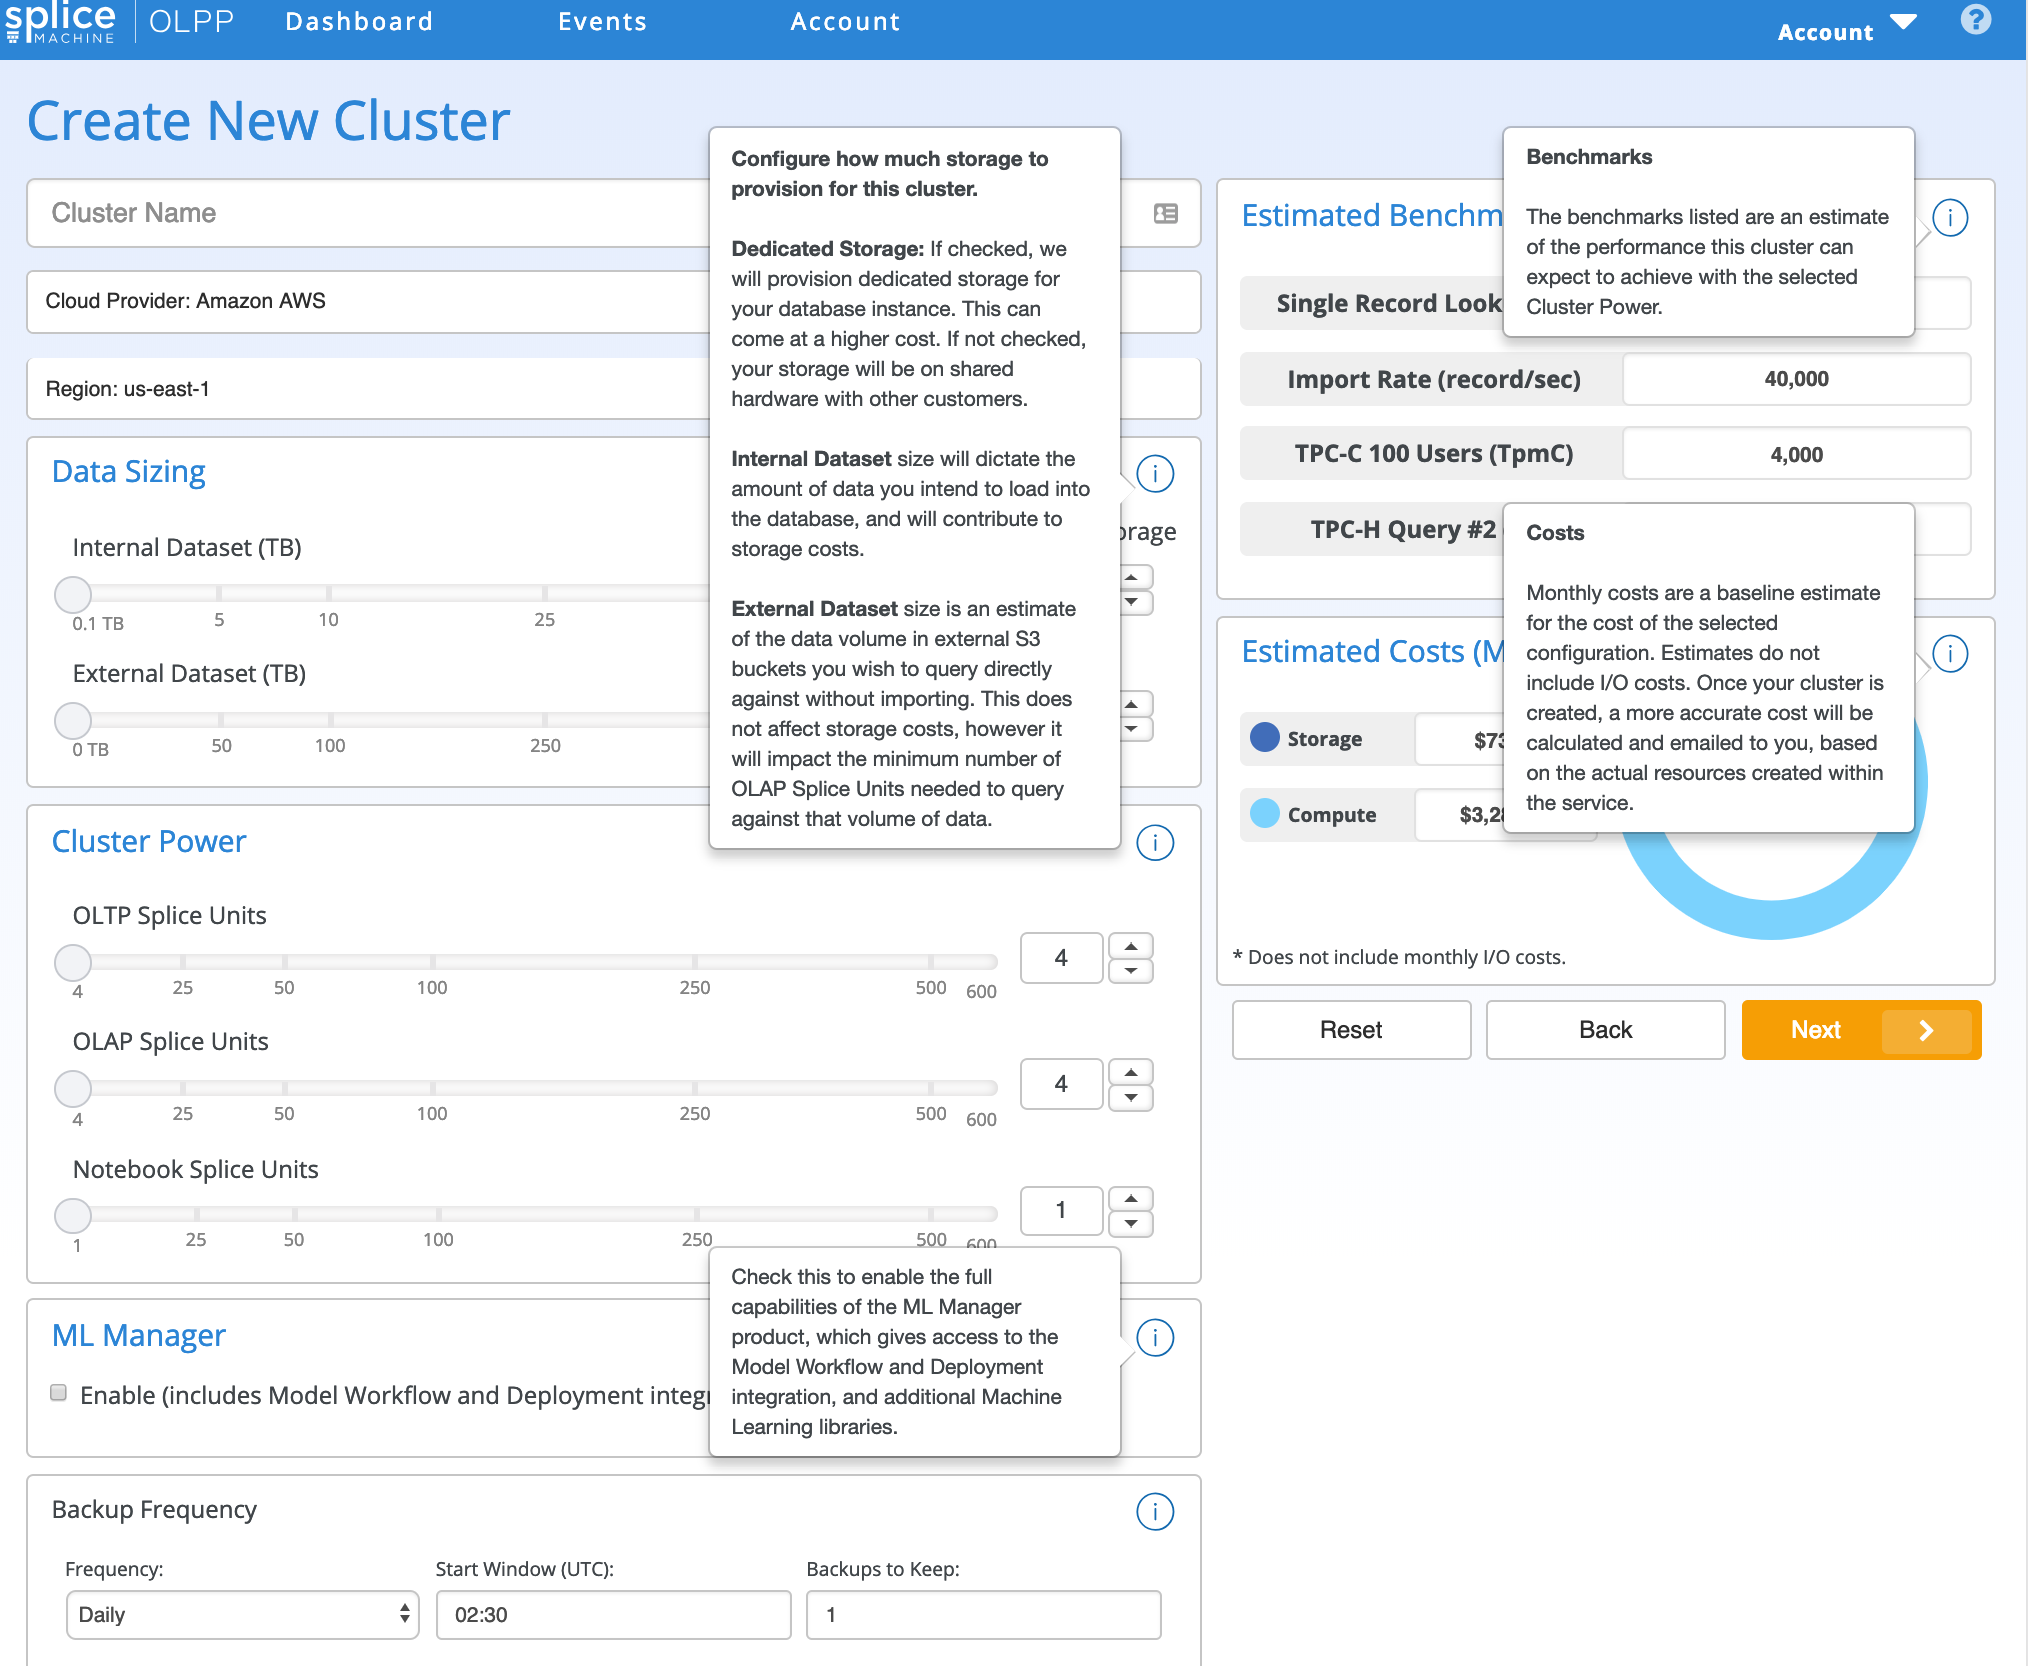 splice
MACHINE
OLPP
Dashboard
Events
Account
Account
?
Create New Cluster
Cluster Name
Cloud Provider: Amazon AWS
Region: us-east-1
Data Sizing
i
orage
Internal Dataset (TB)
0.1 TB 5 10 25
External Dataset (TB)
0 TB 50 100 250
Configure how much storage to
provision for this cluster.
Dedicated Storage: If checked, we
will provision dedicated storage for
your database instance. This can
come at a higher cost. If not checked,
your storage will be on shared
hardware with other customers.
Internal Dataset size will dictate the
amount of data you intend to load into
the database, and will contribute to
storage costs.
External Dataset size is an estimate
of the data volume in external S3
buckets you wish to query directly
against without importing. This does
not affect storage costs, however it
will impact the minimum number of
OLAP Splice Units needed to query
against that volume of data.
Cluster Power
i
OLTP Splice Units
4 25 50 100 250 500 600
4
OLAP Splice Units
4 25 50 100 250 500 600
4
Notebook Splice Units
1 25 50 100 250 500 600
1
ML Manager
i
Enable (includes Model Workflow and Deployment integr
Check this to enable the full
capabilities of the ML Manager
product, which gives access to the
Model Workflow and Deployment
integration, and additional Machine
Learning libraries.
Backup Frequency
i
Frequency: Start Window (UTC): Backups to Keep:
Daily 02:30 1
Estimated Benchm
i
Single Record Look
Import Rate (record/sec) 40,000
TPC-C 100 Users (TpmC) 4,000
TPC-H Query #2
Benchmarks
The benchmarks listed are an estimate
of the performance this cluster can
expect to achieve with the selected
Cluster Power.
Estimated Costs (M
i
Storage $73
Compute $3,28
Costs
Monthly costs are a baseline estimate
for the cost of the selected
configuration. Estimates do not
include I/O costs. Once your cluster is
created, a more accurate cost will be
calculated and emailed to you, based
on the actual resources created within
the service.
* Does not include monthly I/O costs.
Reset Back Next